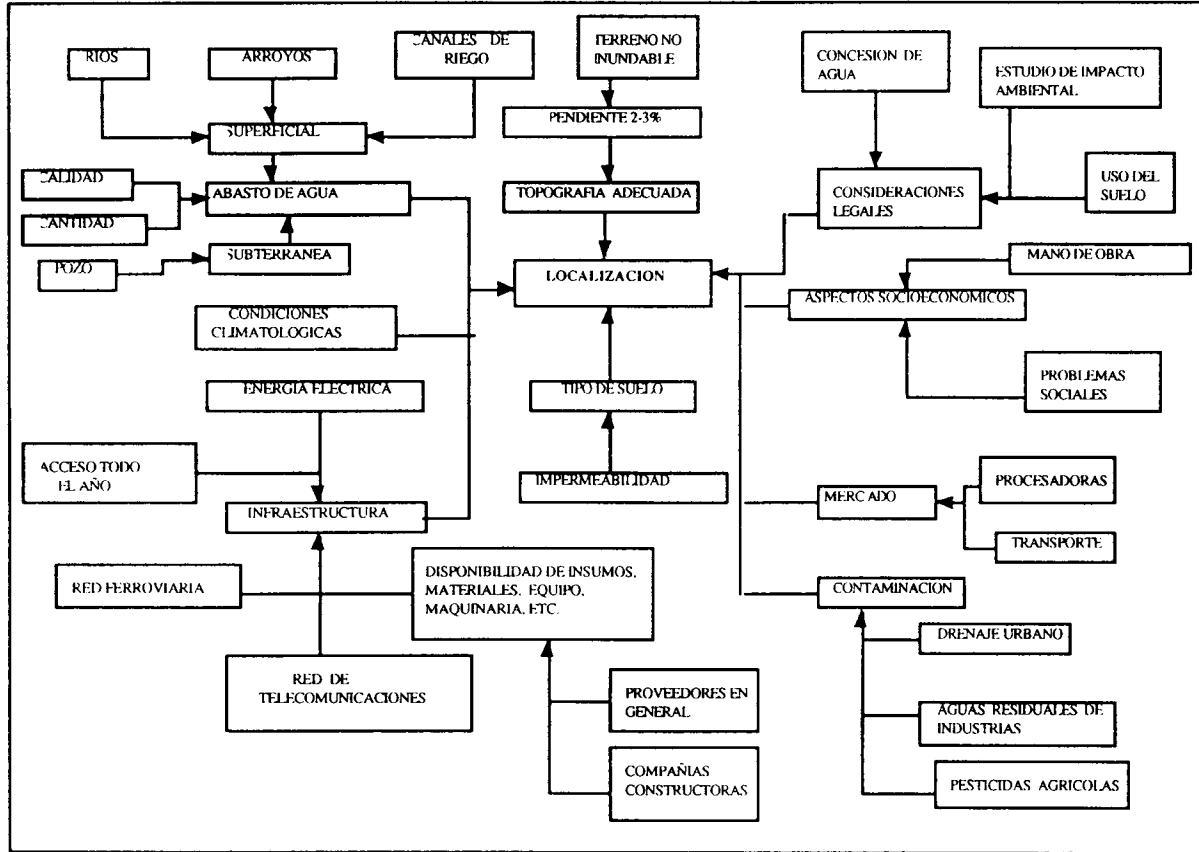 RIOS
ARROYOS
CANALES DE
RIEGO
TERRENO NO
INUNDABLE
CONCESION DE
AGUA
ESTUDIO DE IMPACTO
AMBIENTAL
SUPERFICIAL
PENDIENTE 2-3%
CALIDAD
CANTIDAD
ABASTO DE AGUA
TOPOGRAFIA ADECUADA
CONSIDERACIONES
LEGALES
USO DEL
SUELO
POZO
SUBTERRANEA
LOCALIZACION
MANO DE OBRA
ASPECTOS SOCIOECONOMICOS
CONDICIONES
CLIMATOLOGICAS
ENERGIA ELECTRICA
TIPO DE SUELO
PROBLEMAS
SOCIALES
ACCESO TODO
EL AÑO
IMPERMEABILIDAD
INFRAESTRUCTURA
MERCADO
PROCESADORAS
TRANSPORTE
RED FERROVIARIA
DISPONIBILIDAD DE INSUMOS,
MATERIALES, EQUIPO,
MAQUINARIA, ETC.
CONTAMINACION
DRENAJE URBANO
RED DE
TELECOMUNICACIONES
PROVEEDORES EN
GENERAL
AGUAS RESIDUALES DE
INDUSTRIAS
COMPAÑIAS
CONSTRUCTORAS
PESTICIDAS AGRICOLAS